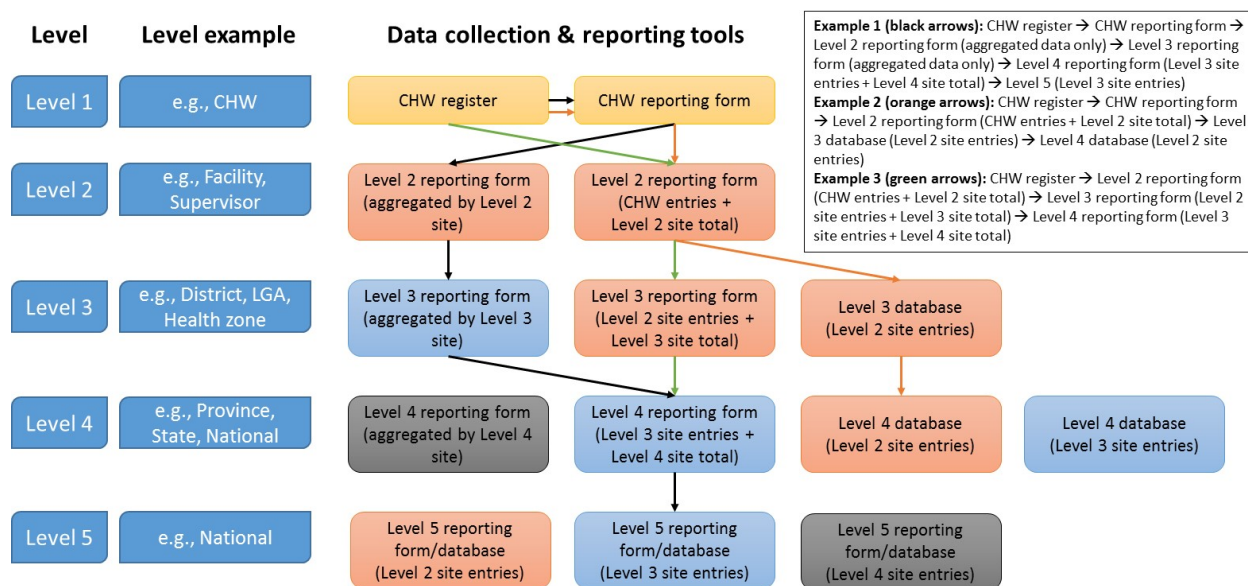 Level
Level example
Data collection & reporting tools
Example 1 (black arrows): CHW register → CHW reporting form →
Level 2 reporting form (aggregated data only) → Level 3 reporting
form (aggregated data only) → Level 4 reporting form (Level 3 site
entries + Level 4 site total) → Level 5 (Level 3 site entries)
Example 2 (orange arrows): CHW register → CHW reporting form
→ Level 2 reporting form (CHW entries + Level 2 site total) → Level
3 database (Level 2 site entries) → Level 4 database (Level 2 site
entries)
Example 3 (green arrows): CHW register → Level 2 reporting form
(CHW entries + Level 2 site total) → Level 3 reporting form (Level 2
site entries + Level 3 site total) → Level 4 reporting form (Level 3
site entries + Level 4 site total)
Level 1
e.g., CHW
CHW register
CHW reporting form
Level 2
e.g., Facility,
Supervisor
Level 2 reporting form
(aggregated by Level 2
site)
Level 2 reporting form
(CHW entries +
Level 2 site total)
Level 3
e.g., District, LGA,
Health zone
Level 3 reporting form
(aggregated by Level 3
site)
Level 3 reporting form
(Level 2 site entries +
Level 3 site total)
Level 3 database
(Level 2 site entries)
Level 4
e.g., Province,
State, National
Level 4 reporting form
(aggregated by Level 4
site)
Level 4 reporting form
(Level 3 site entries +
Level 4 site total)
Level 4 database
(Level 2 site entries)
Level 4 database
(Level 3 site entries)
Level 5
e.g., National
Level 5 reporting
form/database
(Level 2 site entries)
Level 5 reporting
form/database
(Level 3 site entries)
Level 5 reporting
form/database
(Level 4 site entries)